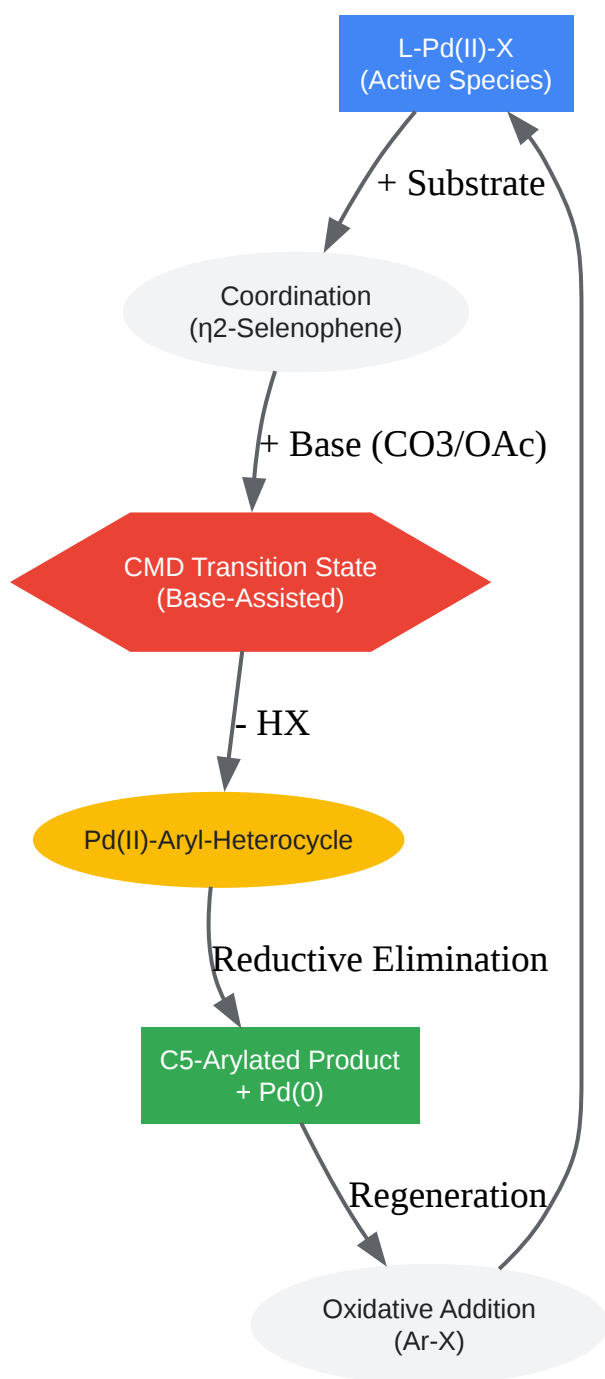 L-Pd(II)-X
(Active Species)
+ Substrate
Coordination
(η2-Selenophene)
+ Base (CO3/OAc)
CMD Transition State
(Base-Assisted)
- HX
Pd(II)-Aryl-Heterocycle
Reductive Elimination
C5-Arylated Product
+ Pd(0)
Regeneration
Oxidative Addition
(Ar-X)